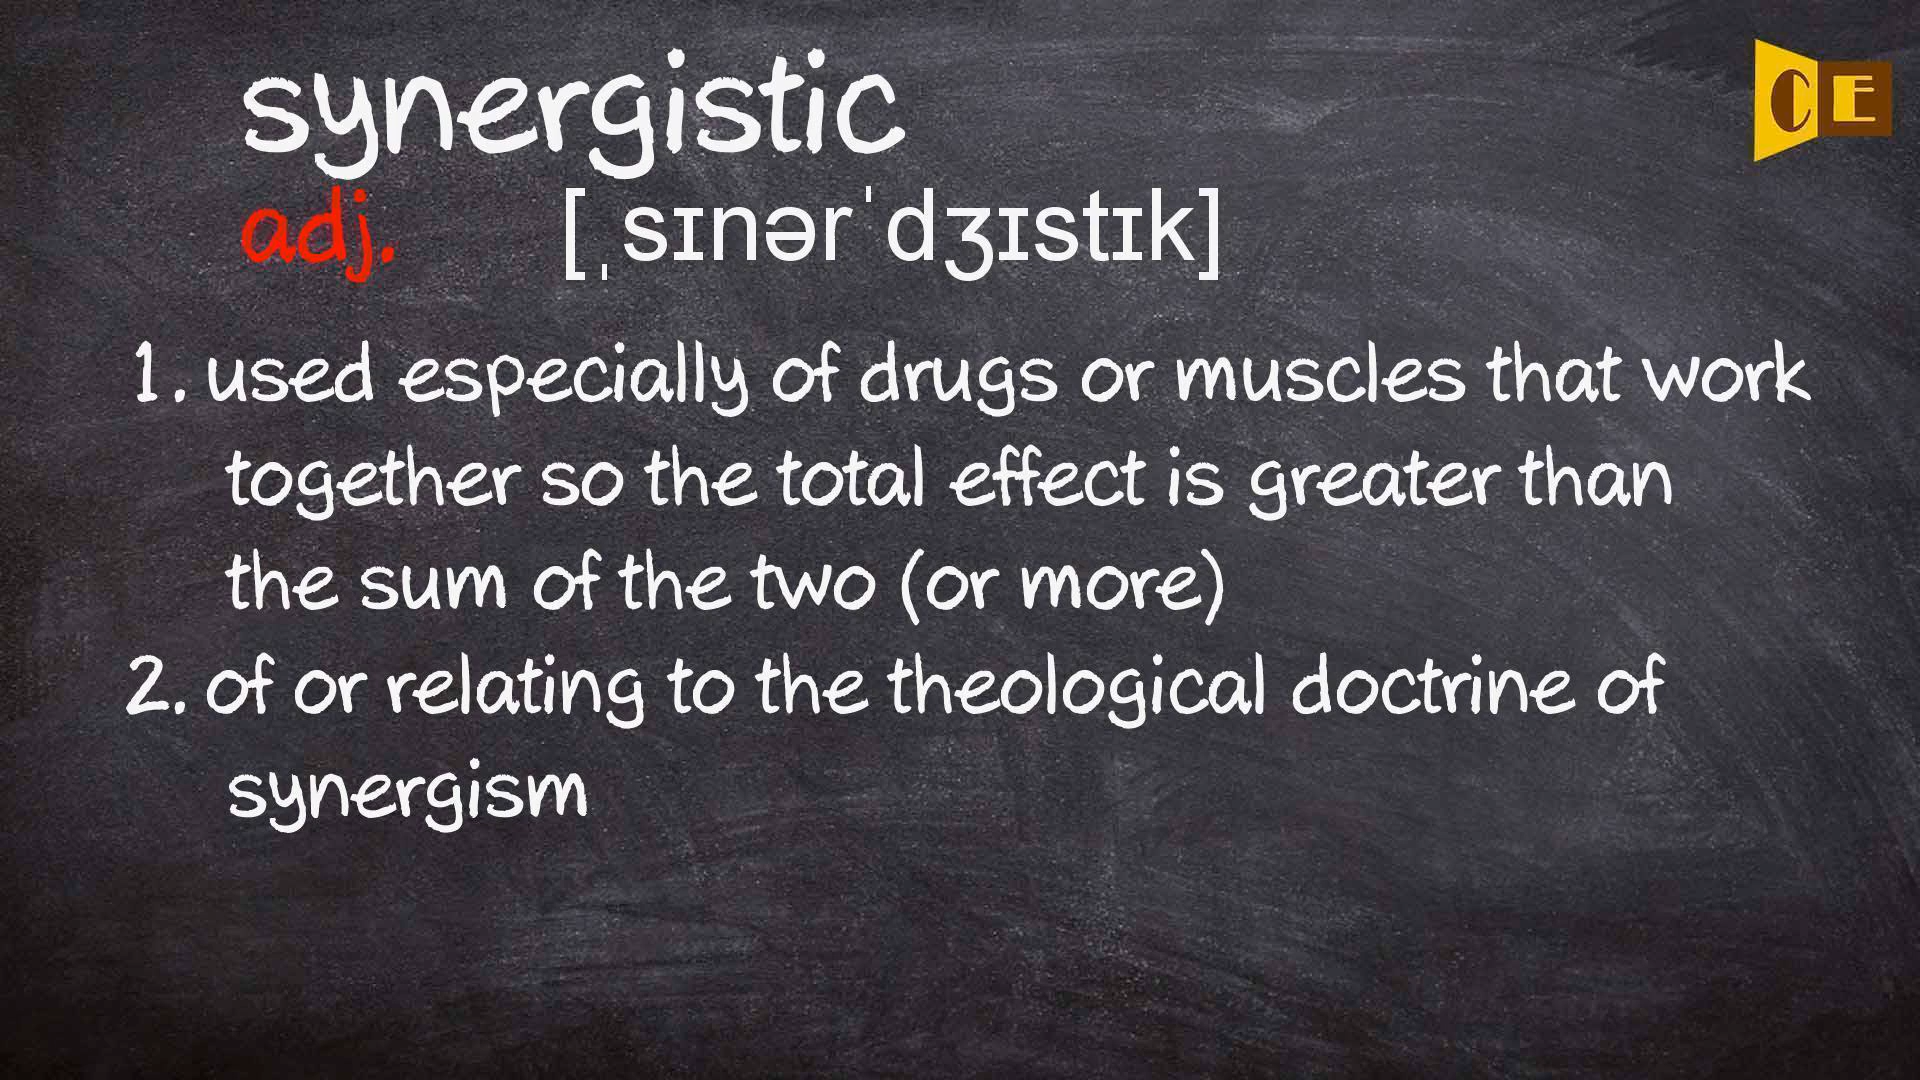 synergistic
CE
adj. [ˌsɪnərˈdʒɪstɪk]
1. used especially of drugs or muscles that work
together so the total effect is greater than
the sum of the two (or more)
2. of or relating to the theological doctrine of
synergism